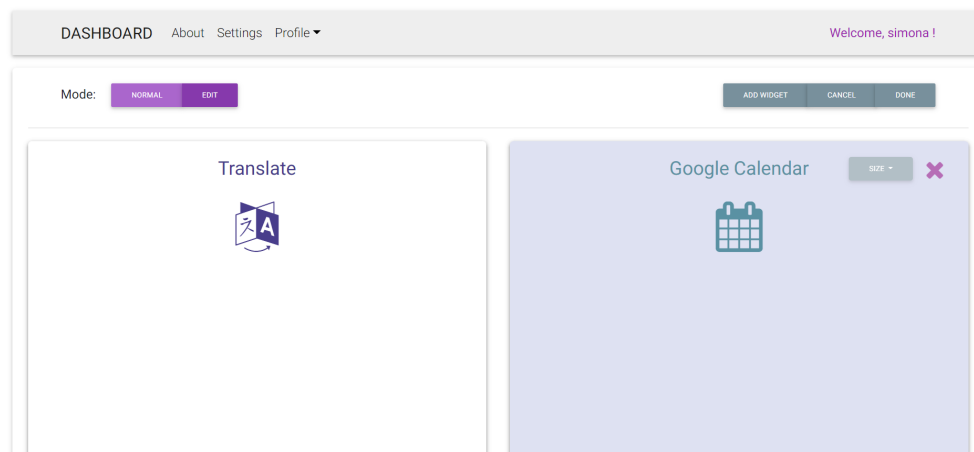 DASHBOARD About Settings Profile Welcome, simona !
Mode: NORMAL EDIT ADD WIDGET CANCEL DONE
Translate
A
Google Calendar SIZE